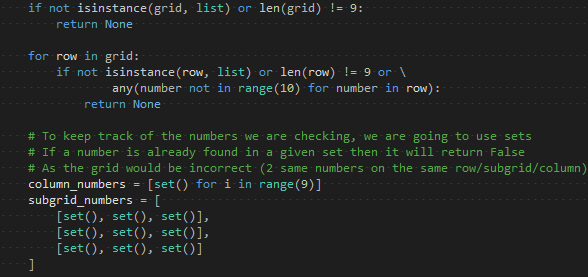 if not isinstance(grid, list) or len(grid) != 9:
return None
for row in grid:
if not isinstance(row, list) or len(row) != 9 or \
any(number not in range(10) for number in row):
return None
# To keep track of the numbers we are checking, we are going to use sets
# If a number is already found in a given set then it will return False
# As the grid would be incorrect (2 same numbers on the same row/subgrid/column)
column_numbers = [set() for i in range(9)]
subgrid_numbers = [
[set(), set(), set()],
[set(), set(), set()],
[set(), set(), set()]
]